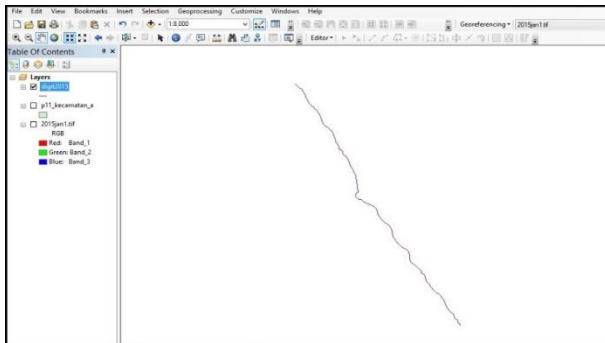 File Edit View Bookmarks Insert Selection Geoprocessing Customize Windows Help
1:8,000
Georeferencing
2015jan1.tif
Editor
Table Of Contents
Layers
digit2015
p11_kecamatan_a
2015jan1.tif
RGB
Red: Band_1
Green: Band_2
Blue: Band_3